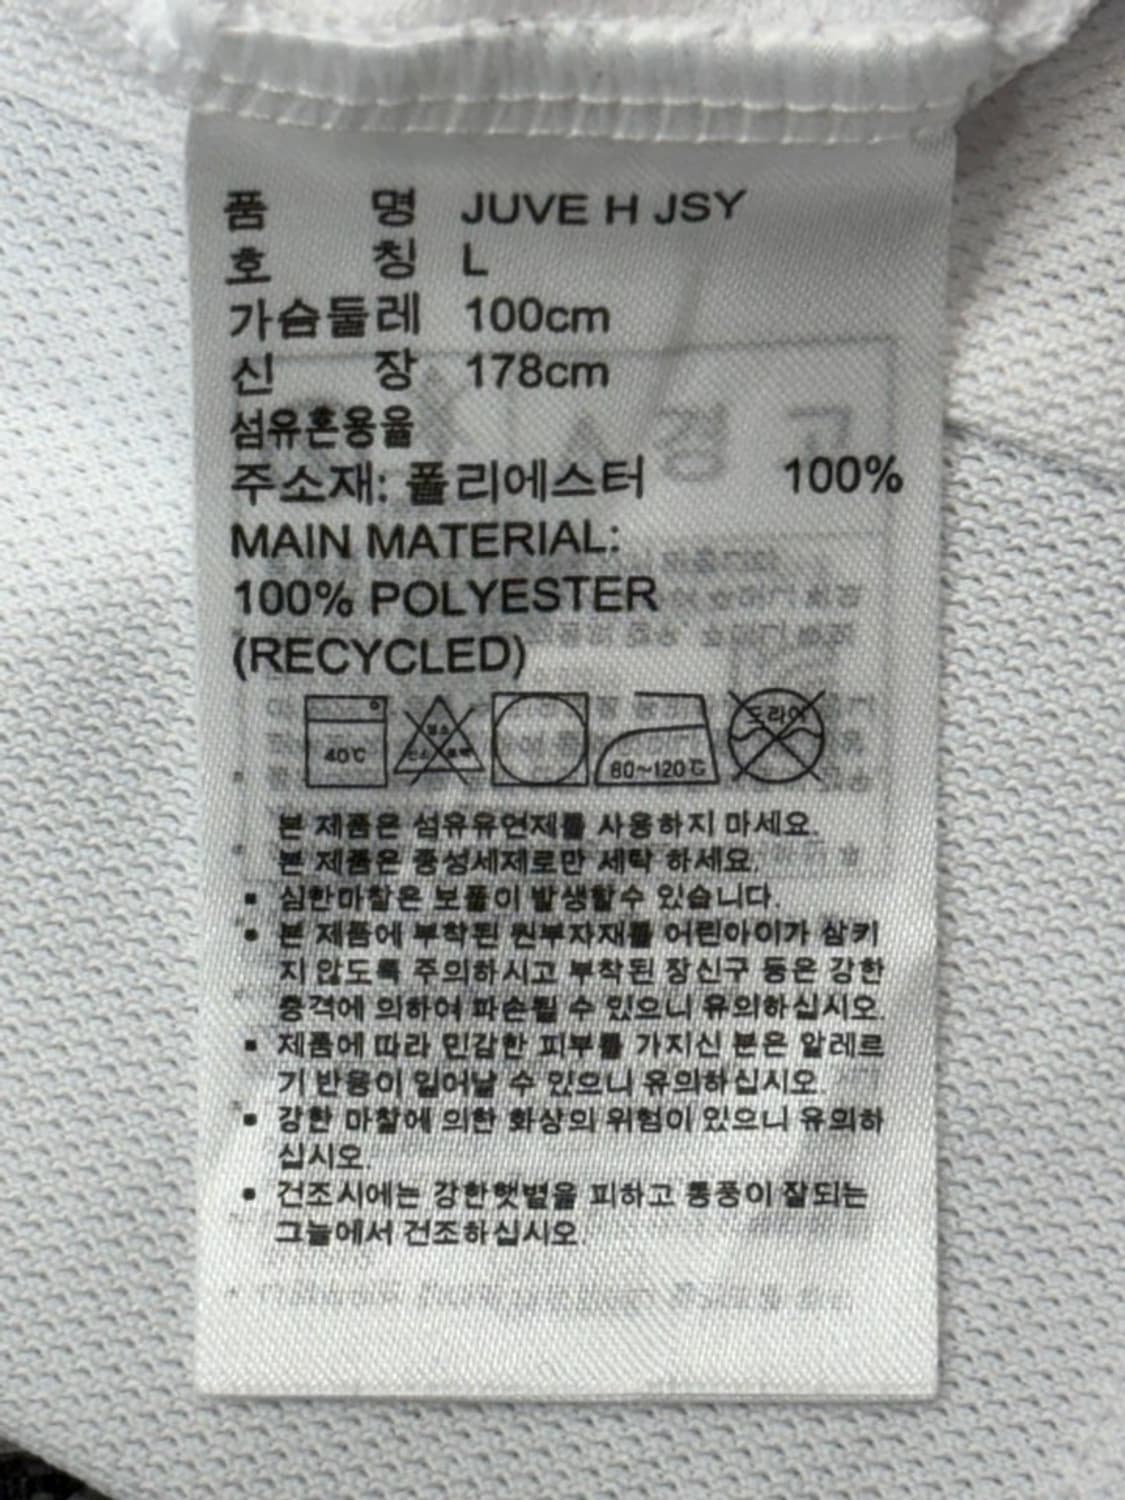 품 명 JUVE H JSY
호 칭 L
가슴둘레 100cm
신 장 178cm
섬유혼용율
주소재: 폴리에스터 100%
MAIN MATERIAL:
100% POLYESTER
(RECYCLED)
40℃ 80~120℃ 드라이
본 제품은 섬유유연제를 사용하지 마세요.
본 제품은 중성세제로만 세탁 하세요.
▪ 심한마찰은 보풀이 발생할수 있습니다.
▪ 본 제품에 부착된 원부자재를 어린아이가 삼키
지 않도록 주의하시고 부착된 장신구 등은 강한
충격에 의하여 파손될 수 있으니 유의하십시오.
▪ 제품에 따라 민감한 피부를 가지신 분은 알레르
기 반응이 일어날 수 있으니 유의하십시오.
▪ 강한 마찰에 의한 화상의 위험이 있으니 유의하
십시오.
▪ 건조시에는 강한햇볕을 피하고 통풍이 잘되는
그늘에서 건조하십시오.